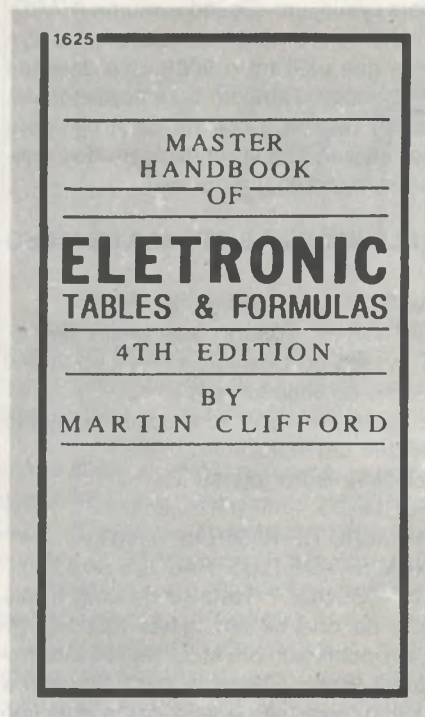 1625
MASTER
HANDBOOK
OF
ELETRONIC
TABLES & FORMULAS
4TH EDITION
BY
MARTIN CLIFFORD